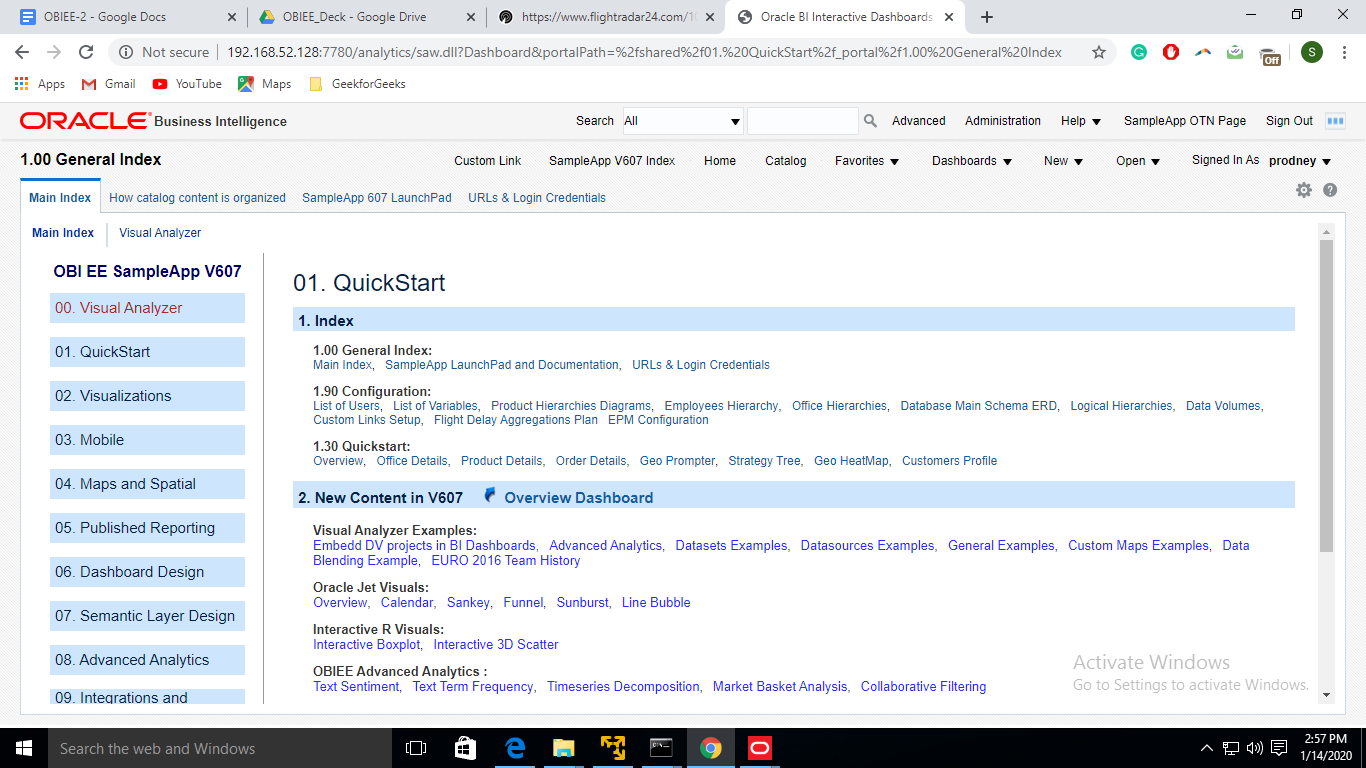 OBIEE-2 - Google Docs
OBIEE_Deck - Google Drive
https://www.flightradar24.com/
Oracle BI Interactive Dashboards
Not secure
192.168.52.128:7780/analytics/saw.dll?Dashboard&portalPath=%2fshared%2f01.%20QuickStart%2f_portal%2f1.00%20General%20Index
Off
S
Apps
Gmail
YouTube
Maps
GeekforGeeks
ORACLE Business Intelligence
Search
All
Advanced
Administration
Help
SampleApp OTN Page
Sign Out
1.00 General Index
Custom Link
SampleApp V607 Index
Home
Catalog
Favorites
Dashboards
New
Open
Signed In As prodney
Main Index
How catalog content is organized
SampleApp 607 LaunchPad
URLs & Login Credentials
Main Index
Visual Analyzer
OBI EE SampleApp V607
00. Visual Analyzer
01. QuickStart
02. Visualizations
03. Mobile
04. Maps and Spatial
05. Published Reporting
06. Dashboard Design
07. Semantic Layer Design
08. Advanced Analytics
09. Integrations and
01. QuickStart
1. Index
1.00 General Index:
Main Index, SampleApp LaunchPad and Documentation, URLs & Login Credentials
1.90 Configuration:
List of Users, List of Variables, Product Hierarchies Diagrams, Employees Hierarchy, Office Hierarchies, Database Main Schema ERD, Logical Hierarchies, Data Volumes,
Custom Links Setup, Flight Delay Aggregations Plan EPM Configuration
1.30 Quickstart:
Overview, Office Details, Product Details, Order Details, Geo Prompter, Strategy Tree, Geo HeatMap, Customers Profile
2. New Content in V607 Overview Dashboard
Visual Analyzer Examples:
Embedd DV projects in BI Dashboards, Advanced Analytics, Datasets Examples, Datasources Examples, General Examples, Custom Maps Examples, Data
Blending Example, EURO 2016 Team History
Oracle Jet Visuals:
Overview, Calendar, Sankey, Funnel, Sunburst, Line Bubble
Interactive R Visuals:
Interactive Boxplot, Interactive 3D Scatter
OBIEE Advanced Analytics :
Text Sentiment, Text Term Frequency, Timeseries Decomposition, Market Basket Analysis, Collaborative Filtering
Activate Windows
Go to Settings to activate Windows.
Search the web and Windows
2:57 PM
1/14/2020